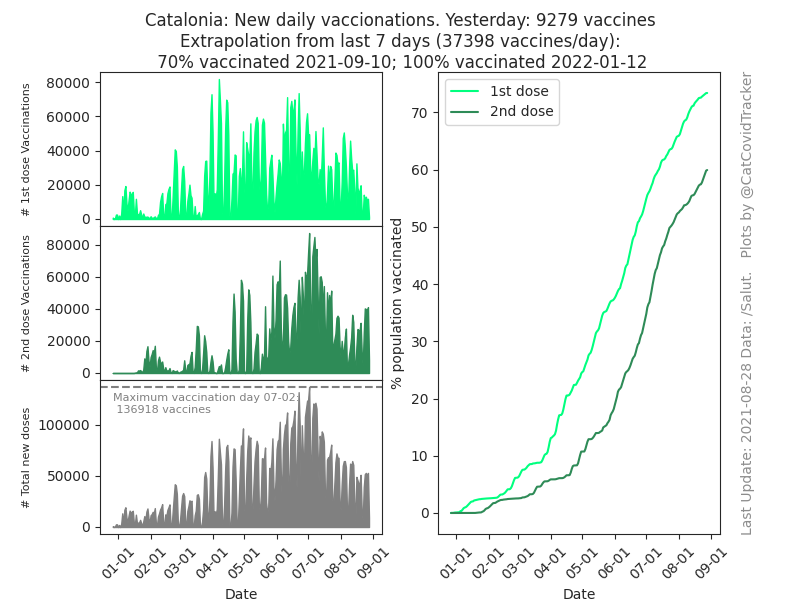 Catalonia: New daily vaccionations. Yesterday: 9279 vaccines
Extrapolation from last 7 days (37398 vaccines/day):
70% vaccinated 2021-09-10; 100% vaccinated 2022-01-12
# 1st dose Vaccinations
80000
60000
40000
20000
0
# 2nd dose Vaccinations
80000
60000
40000
20000
0
# Total new doses
100000
50000
0
Maximum vaccination day 07-02:
136918 vaccines
01-01
02-01
03-01
04-01
05-01
06-01
07-01
08-01
09-01
Date
% population vaccinated
70
60
50
40
30
20
10
0
1st dose
2nd dose
01-01
02-01
03-01
04-01
05-01
06-01
07-01
08-01
09-01
Date
Last Update: 2021-08-28 Data: /Salut. Plots by @CatCovidTracker